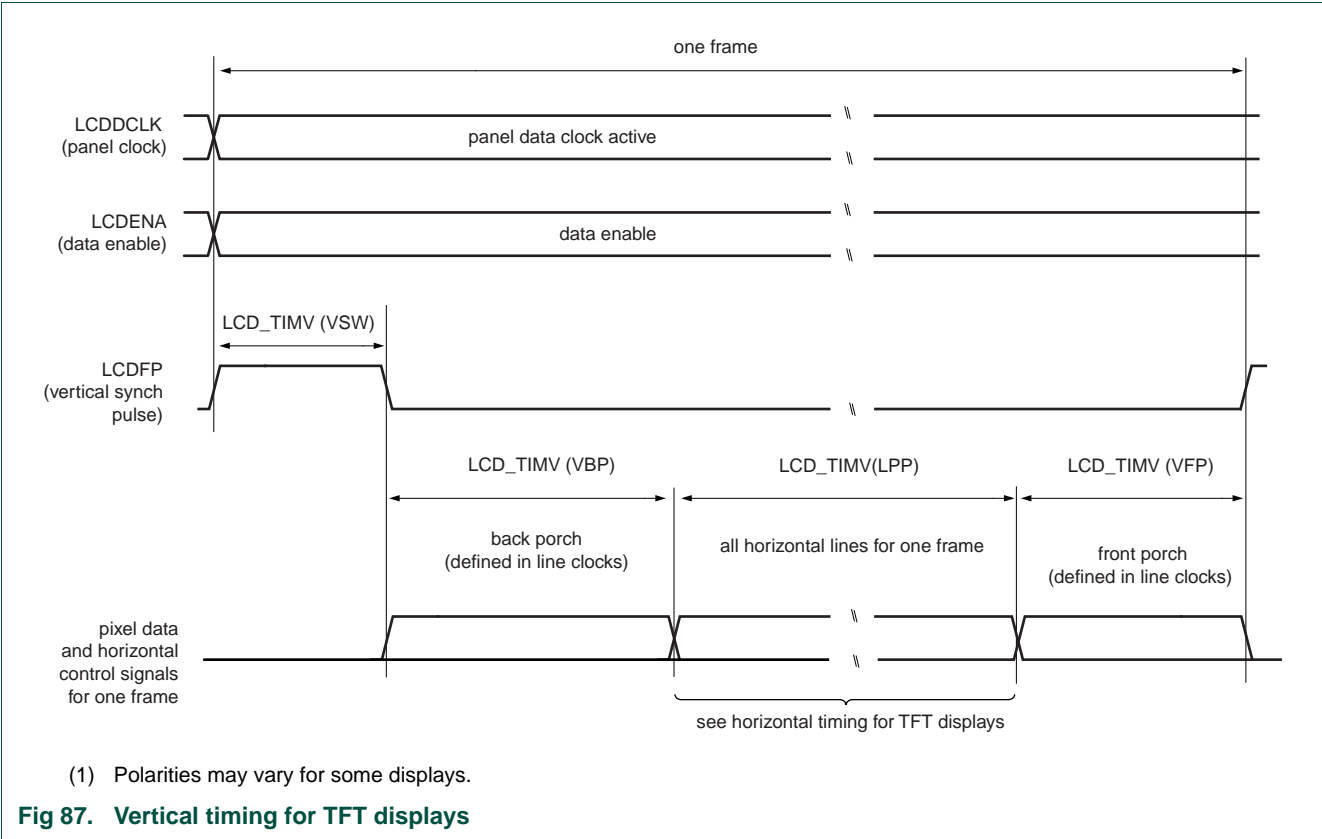 one frame
LCDDCLK
(panel clock)
panel data clock active
LCDENA
(data enable)
data enable
LCD_TIMV (VSW)
LCDFP
(vertical synch
pulse)
LCD_TIMV (VBP)
LCD_TIMV(LPP)
LCD_TIMV (VFP)
back porch
(defined in line clocks)
all horizontal lines for one frame
front porch
(defined in line clocks)
pixel data
and horizontal
control signals
for one frame
see horizontal timing for TFT displays
(1) Polarities may vary for some displays.
Fig 87. Vertical timing for TFT displays